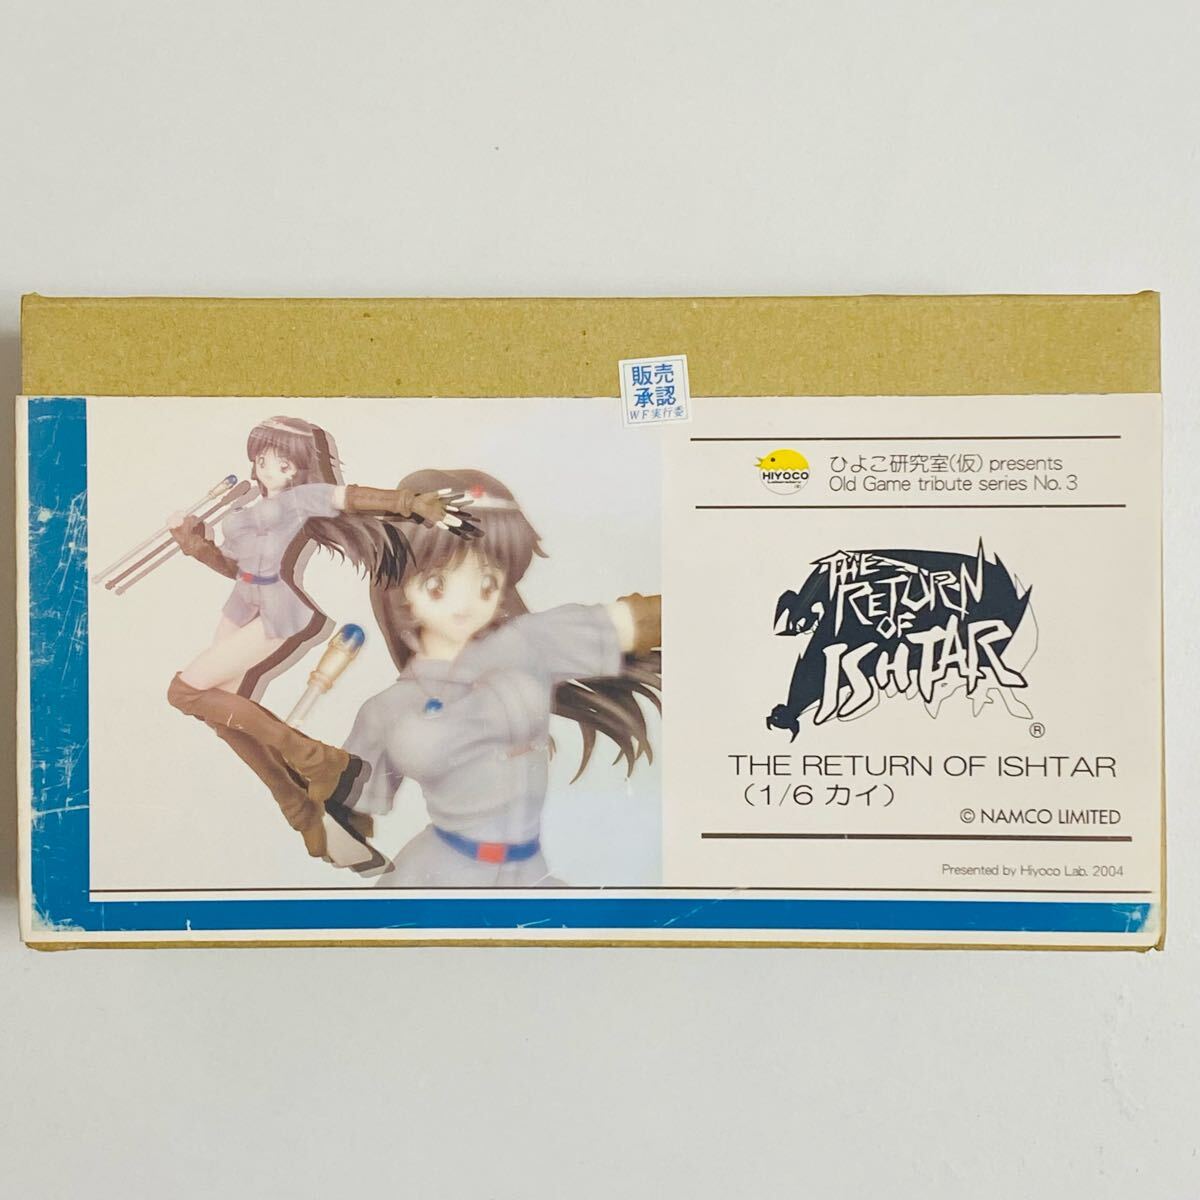 販売
承認
WF実行委
HIYOCO
ひよこ研究室(仮) presents
Old Game tribute series No.3
THE
RETURN
OF
ISHTAR
®
THE RETURN OF ISHTAR
(1/6 カイ)
© NAMCO LIMITED
Presented by Hiyoco Lab. 2004